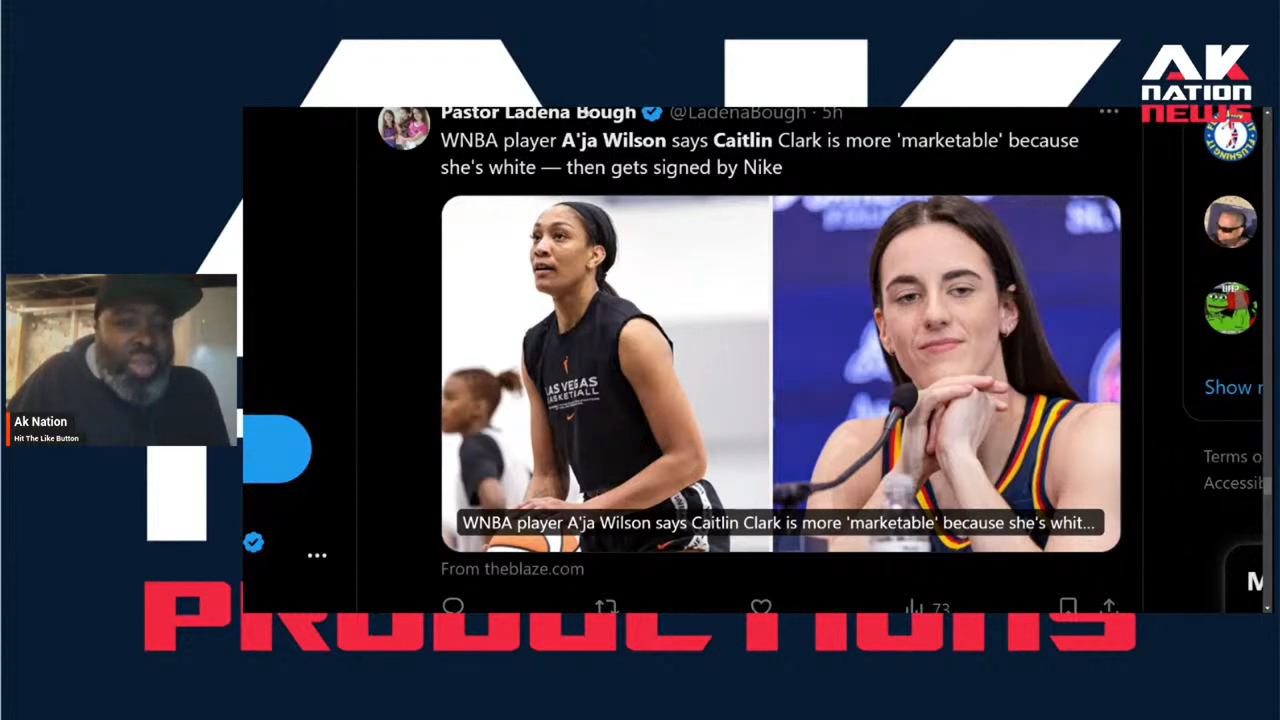 AK
NATION
NEWS
Pastor Ladena Bough @LadenaBough · 5h
WNBA player A'ja Wilson says Caitlin Clark is more 'marketable' because
she's white — then gets signed by Nike
LAS VEGAS
BASKETBALL
WNBA player A'ja Wilson says Caitlin Clark is more 'marketable' because she's whit...
From theblaze.com
73
Ak Nation
Hit The Like Button
Show
Terms o
Accessib
M
PRODUCTIONS